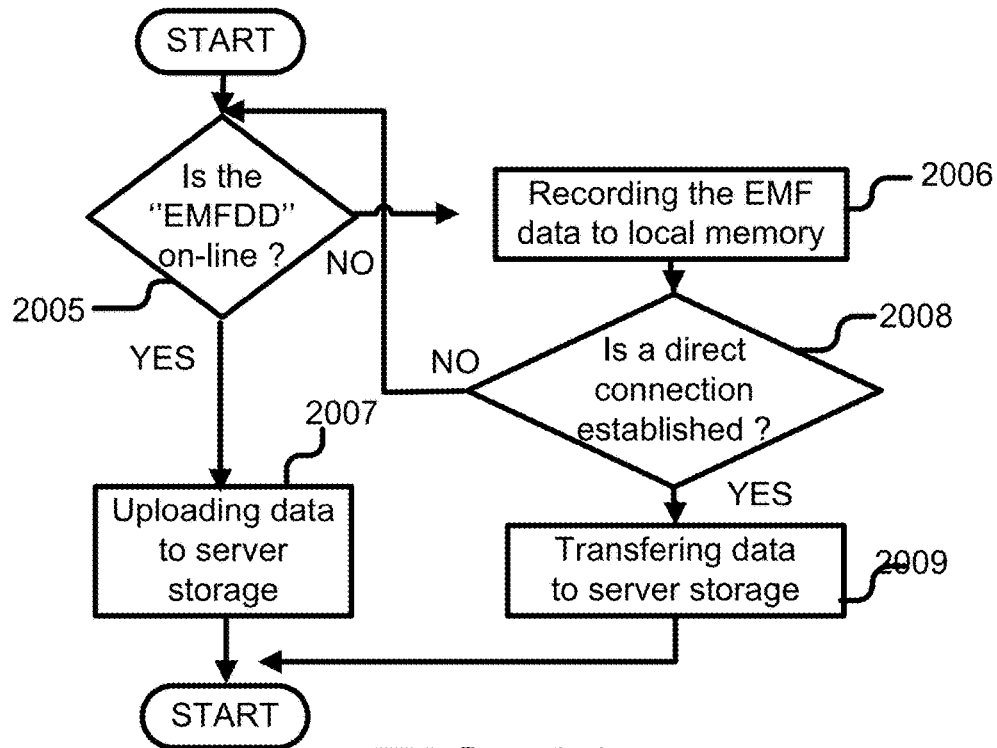 START
Is the
‘‘EMFDD’’
on-line ?
2005
NO
YES
Recording the EMF
data to local memory
2006
Is a direct
connection
established ?
2008
NO
YES
2007
Uploading data
to server
storage
Transfering data
to server storage
2009
START